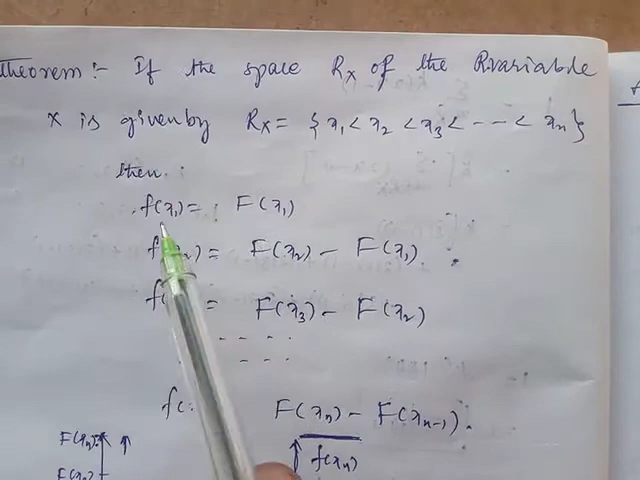 Theorem :- If the space Rx of the Rvariable
x is given by Rx = { x1 < x2 < x3 < --- < xn }
then :
f(x1) = F(x1)
= F(x2) - F(x1)
= F(x3) - F(x2)
- - - -
- - -
F(xn) - F(xn-1).
F(xn) ↑ ↑ f(xn)